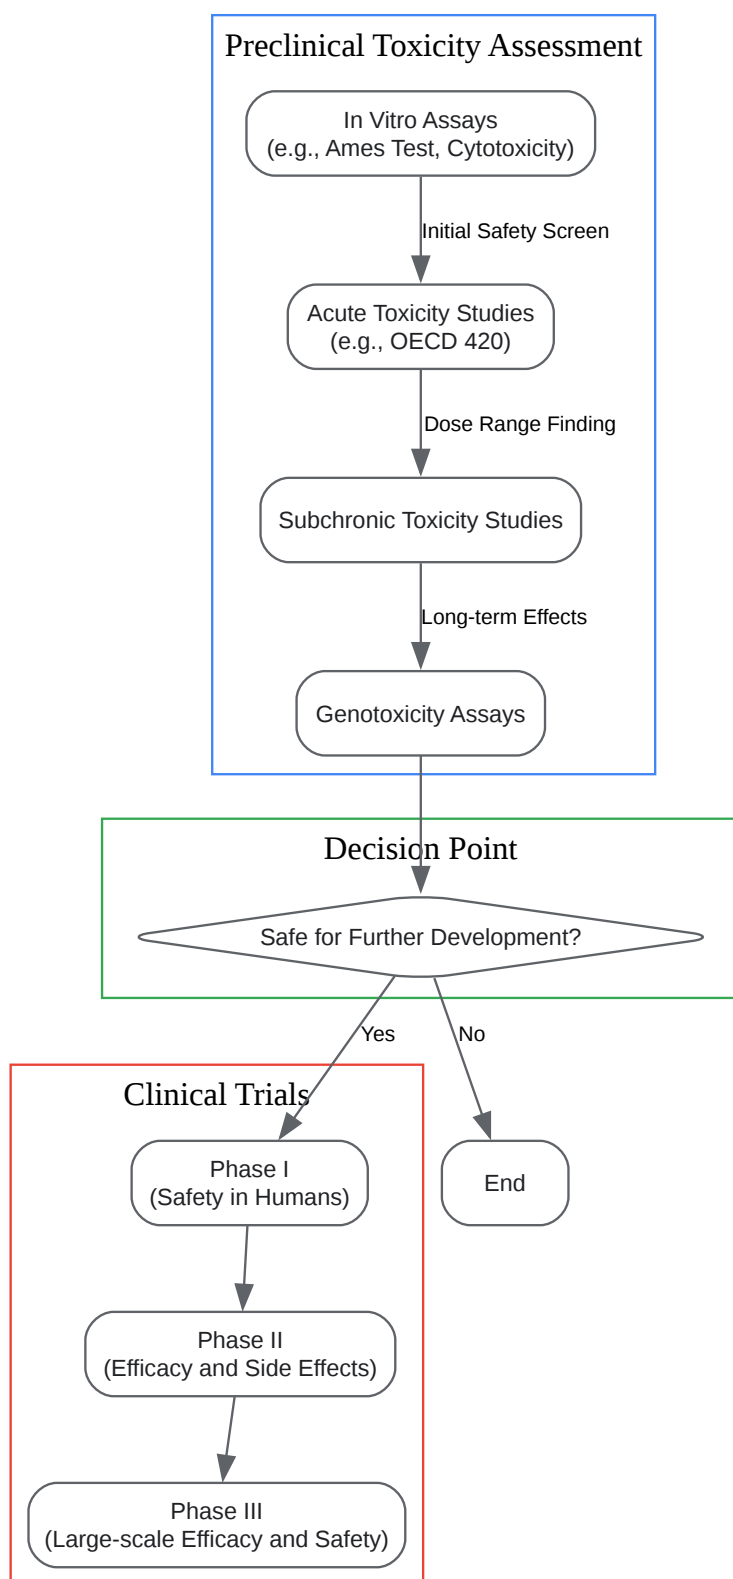 Preclinical Toxicity Assessment
In Vitro Assays
(e.g., Ames Test, Cytotoxicity)
Initial Safety Screen
Acute Toxicity Studies
(e.g., OECD 420)
Dose Range Finding
Subchronic Toxicity Studies
Long-term Effects
Genotoxicity Assays
Decision Point
Safe for Further Development?
Yes
No
Clinical Trials
Phase I
(Safety in Humans)
End
Phase II
(Efficacy and Side Effects)
Phase III
(Large-scale Efficacy and Safety)